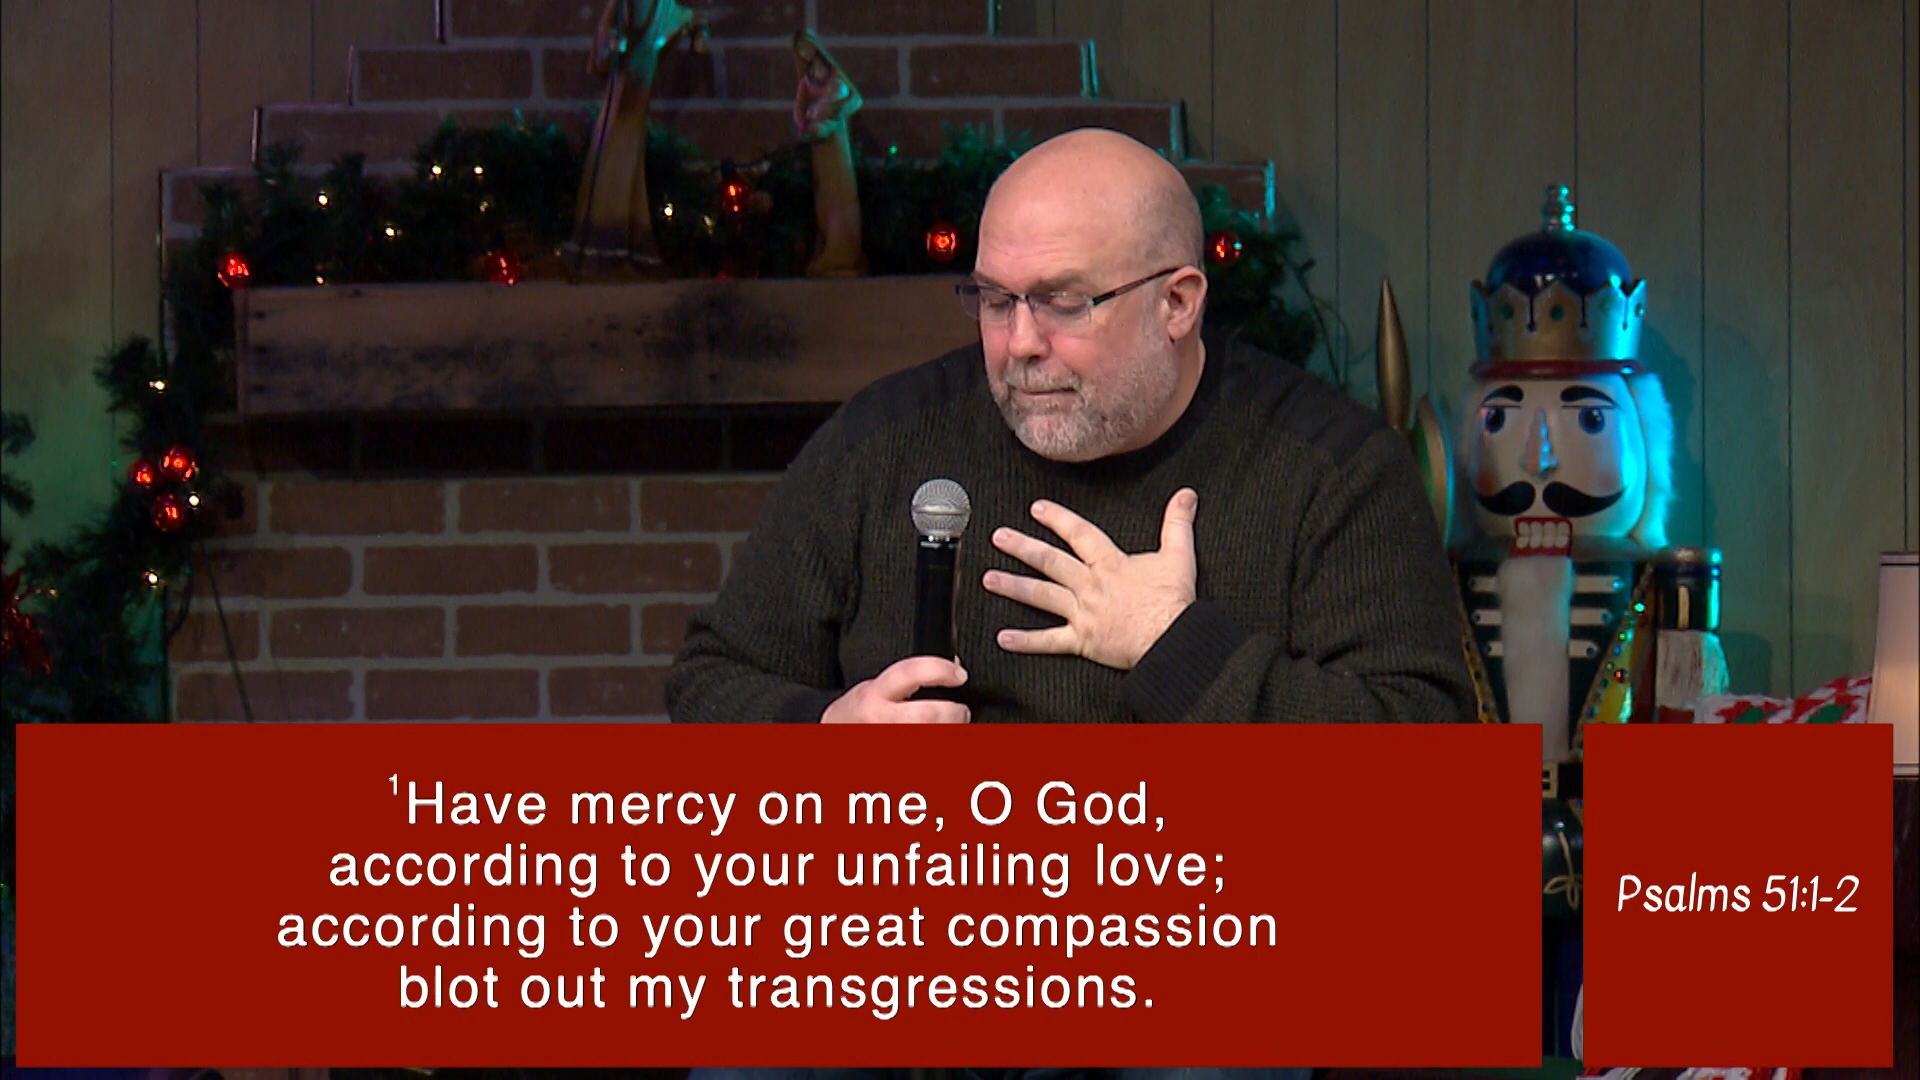 ¹Have mercy on me, O God,
according to your unfailing love;
according to your great compassion
blot out my transgressions.
Psalms 51:1-2